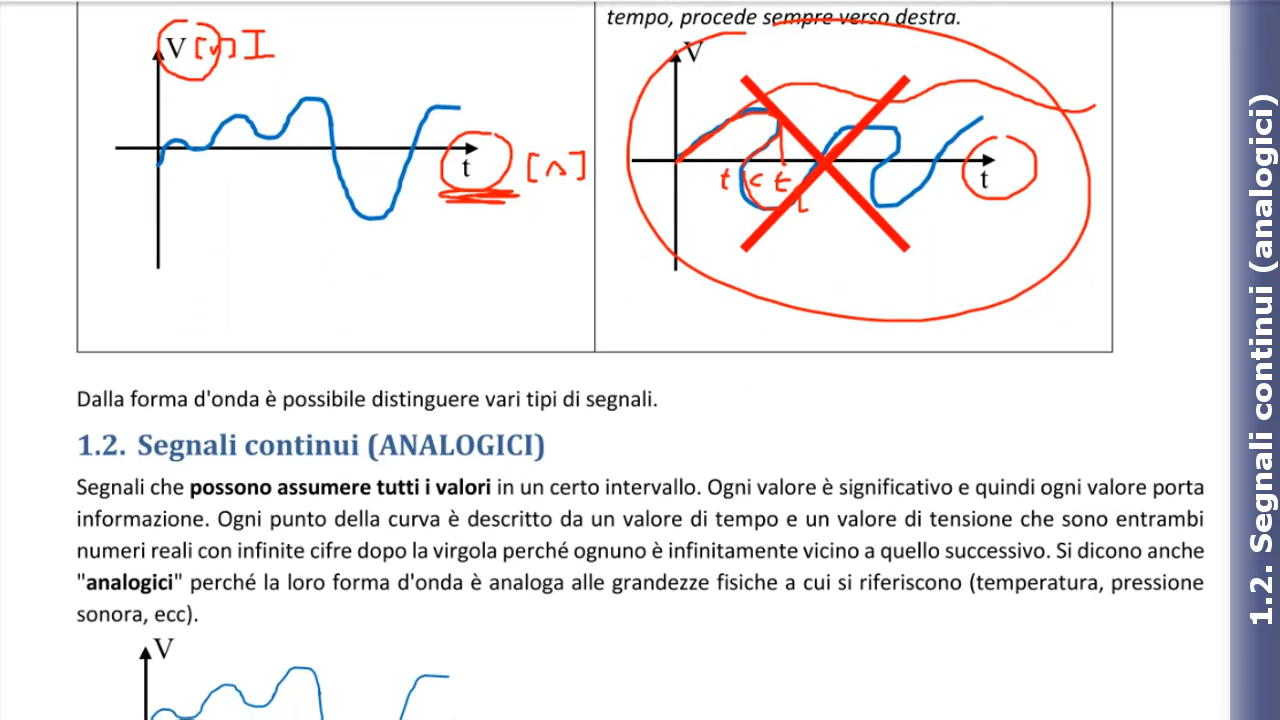 tempo, procede sempre verso destra.
V [v] I
V
t [s]
t < t
t
Dalla forma d'onda è possibile distinguere vari tipi di segnali.
1.2. Segnali continui (ANALOGICI)
Segnali che possono assumere tutti i valori in un certo intervallo. Ogni valore è significativo e quindi ogni valore porta
informazione. Ogni punto della curva è descritto da un valore di tempo e un valore di tensione che sono entrambi
numeri reali con infinite cifre dopo la virgola perché ognuno è infinitamente vicino a quello successivo. Si dicono anche
"analogici" perché la loro forma d'onda è analoga alle grandezze fisiche a cui si riferiscono (temperatura, pressione
sonora, ecc).
V
1.2. Segnali continui (analogici)